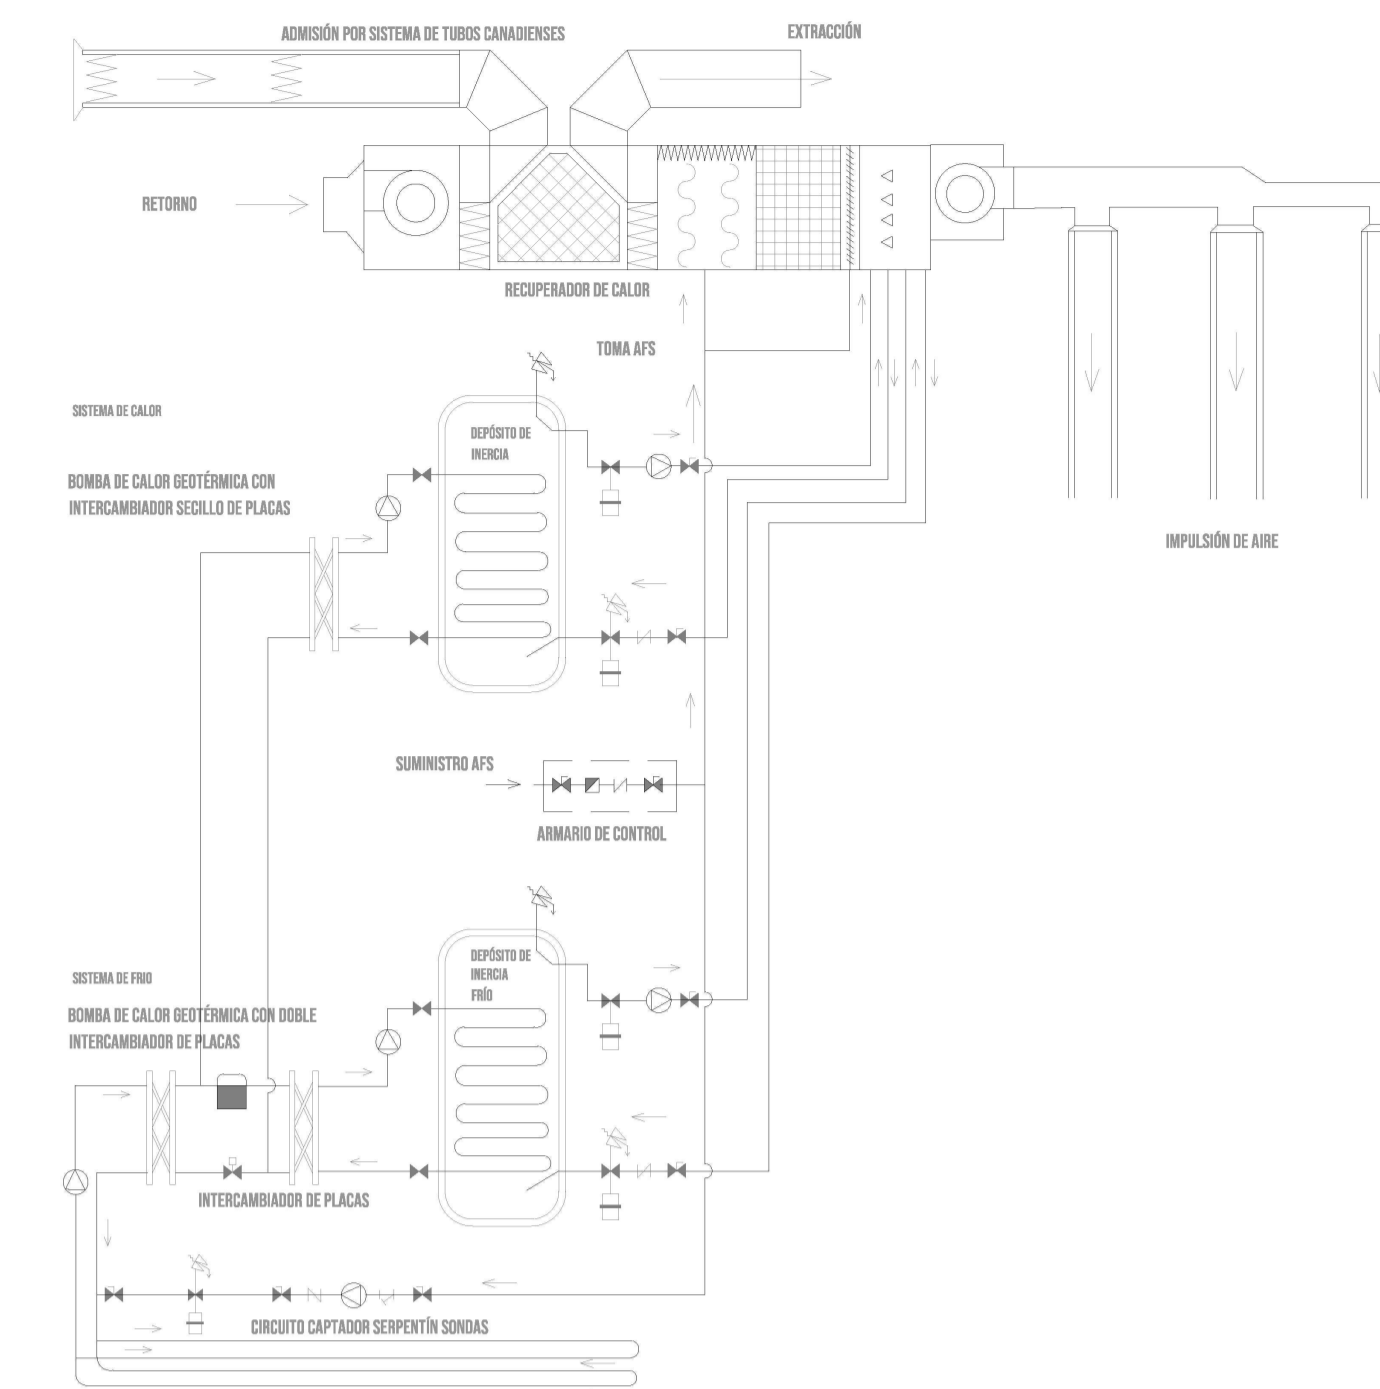 ADMISIÓN POR SISTEMA DE TUBOS CANADIENSES
EXTRACCIÓN
RETORNO
RECUPERADOR DE CALOR
TOMA AFS
SISTEMA DE CALOR
DEPÓSITO DE
INERCIA
BOMBA DE CALOR GEOTÉRMICA CON
INTERCAMBIADOR SECILLO DE PLACAS
IMPULSIÓN DE AIRE
SUMINISTRO AFS
ARMARIO DE CONTROL
SISTEMA DE FRIO
DEPÓSITO DE
INERCIA
FRÍO
BOMBA DE CALOR GEOTÉRMICA CON DOBLE
INTERCAMBIADOR DE PLACAS
INTERCAMBIADOR DE PLACAS
CIRCUITO CAPTADOR SERPENTÍN SONDAS